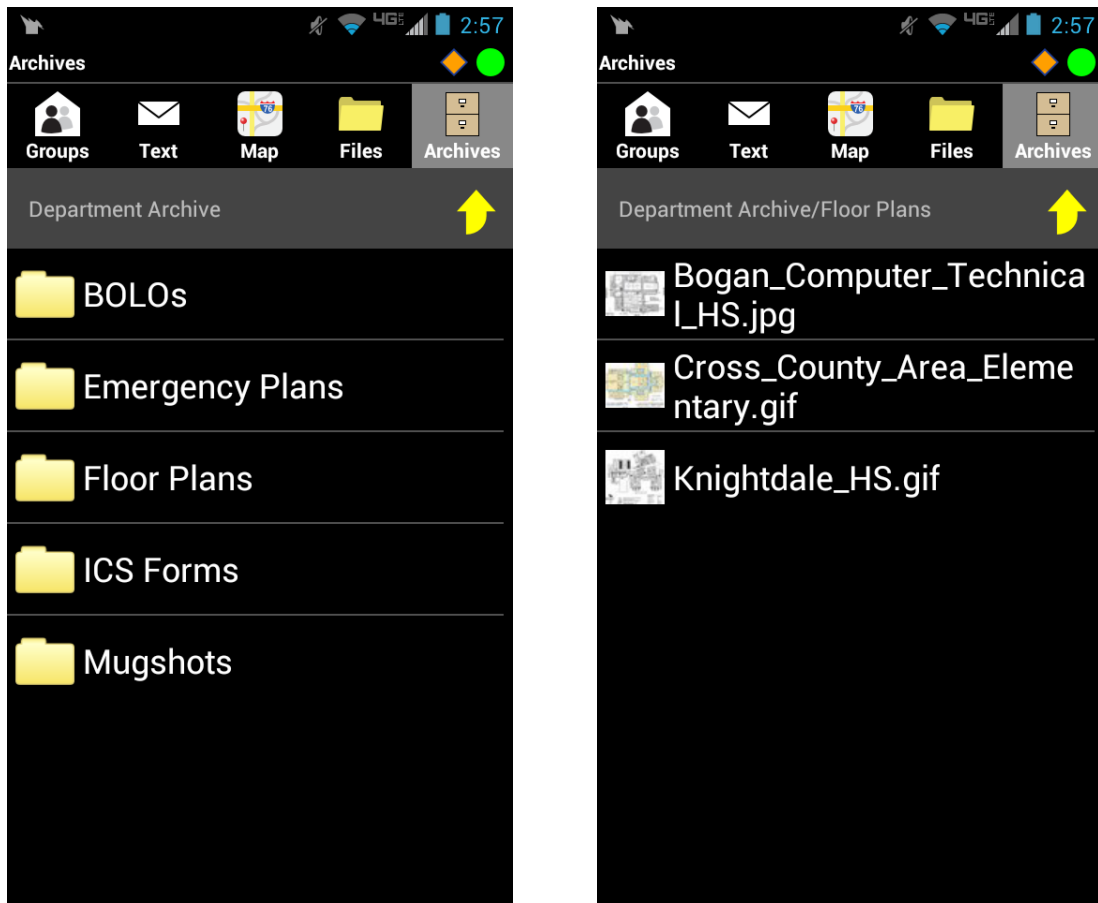 4G 2:57
Archives
Groups Text Map Files Archives
Department Archive
BOLOs
Emergency Plans
Floor Plans
ICS Forms
Mugshots
4G 2:57
Archives
Groups Text Map Files Archives
Department Archive/Floor Plans
Bogan_Computer_Technica
l_HS.jpg
Cross_County_Area_Eleme
ntary.gif
Knightdale_HS.gif